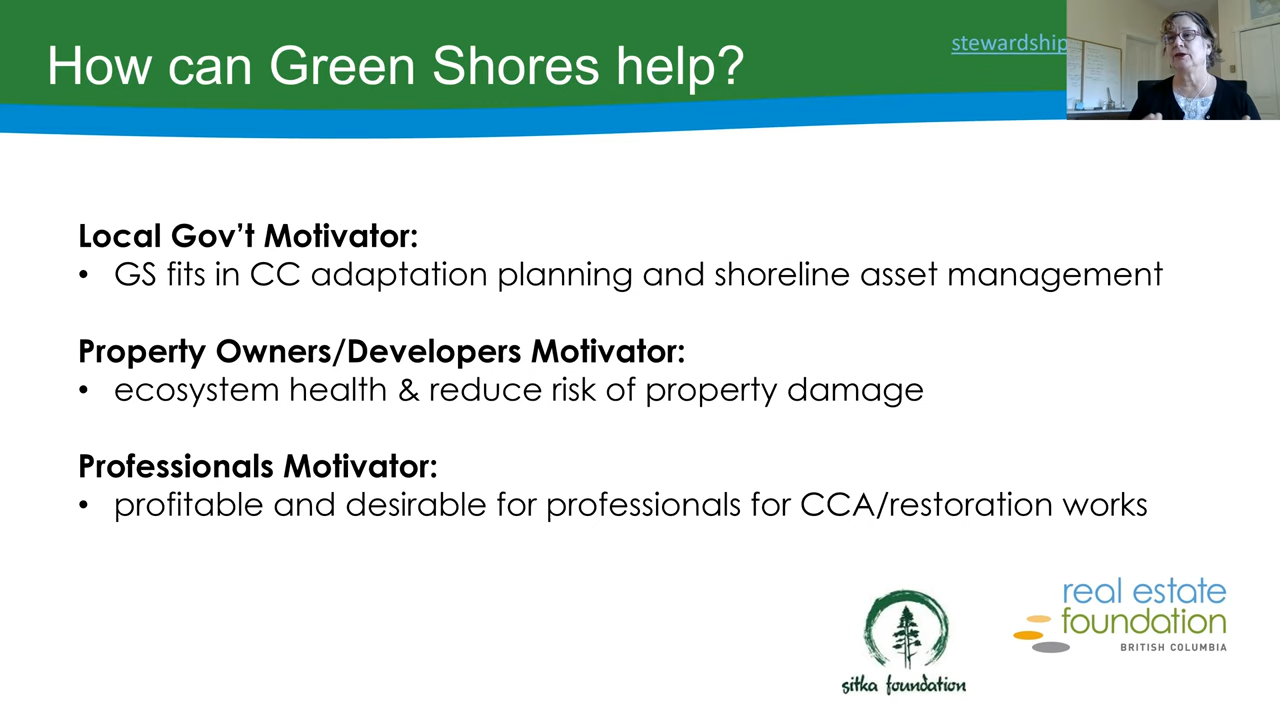 How can Green Shores help?
stewardship
Local Gov't Motivator:
• GS fits in CC adaptation planning and shoreline asset management
Property Owners/Developers Motivator:
• ecosystem health & reduce risk of property damage
Professionals Motivator:
• profitable and desirable for professionals for CCA/restoration works
sitka foundation
real estate
foundation
BRITISH COLUMBIA